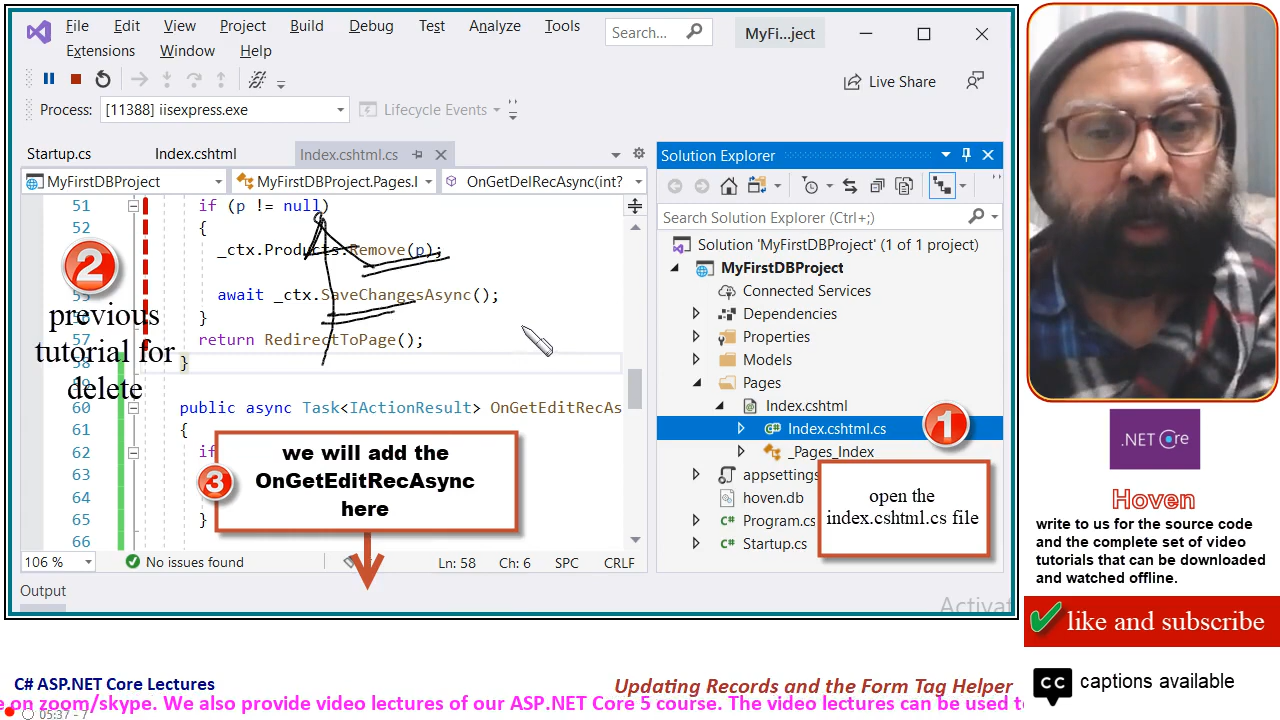 File Edit View Project Build Debug Test Analyze Tools
Search...
MyFi...ject
Extensions Window Help
Live Share
Process: [11388] iisexpress.exe
Lifecycle Events
Startup.cs Index.cshtml Index.cshtml.cs
MyFirstDBProject MyFirstDBProject.Pages.I OnGetDelRecAsync(int?
51 if (p != null)
52 {
_ctx.Products.Remove(p);
await _ctx.SaveChangesAsync();
}
57 return RedirectToPage();
58 }
60 public async Task<IActionResult> OnGetEditRecAs
61 {
62 if
63
64
65 }
66
2
previous
tutorial for
delete
3
we will add the
OnGetEditRecAsync
here
106 % No issues found Ln: 58 Ch: 6 SPC CRLF
Output
Solution Explorer
Search Solution Explorer (Ctrl+;)
Solution 'MyFirstDBProject' (1 of 1 project)
MyFirstDBProject
Connected Services
Dependencies
Properties
Models
Pages
Index.cshtml
Index.cshtml.cs
_Pages_Index
appsettings
hoven.db
Program.cs
Startup.cs
1
open the
index.cshtml.cs file
Activat
.NET Core
Hoven
write to us for the source code
and the complete set of video
tutorials that can be downloaded
and watched offline.
like and subscribe
CC captions available
C# ASP.NET Core Lectures
Updating Records and the Form Tag Helper
e on zoom/skype. We also provide video lectures of our ASP.NET Core 5 course. The video lectures can be used t
05:37 - 7